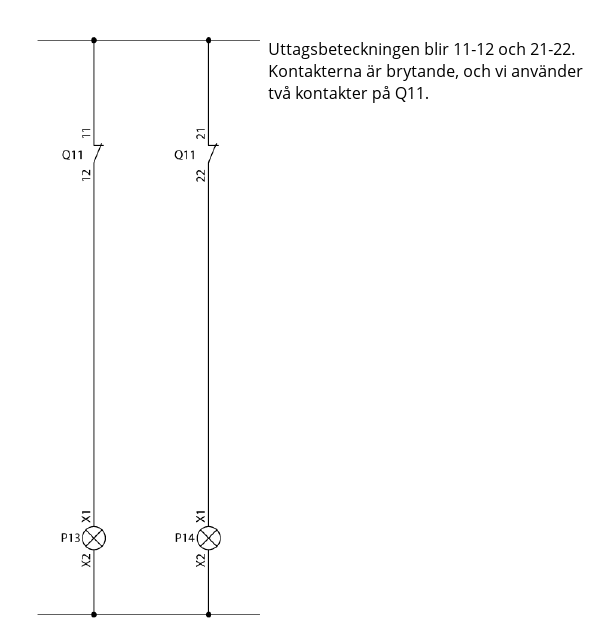 Uttagsbeteckningen blir 11-12 och 21-22.
Kontakterna är brytande, och vi använder
två kontakter på Q11.
11
21
Q11
Q11
12
22
X1
X1
P13
P14
X2
X2